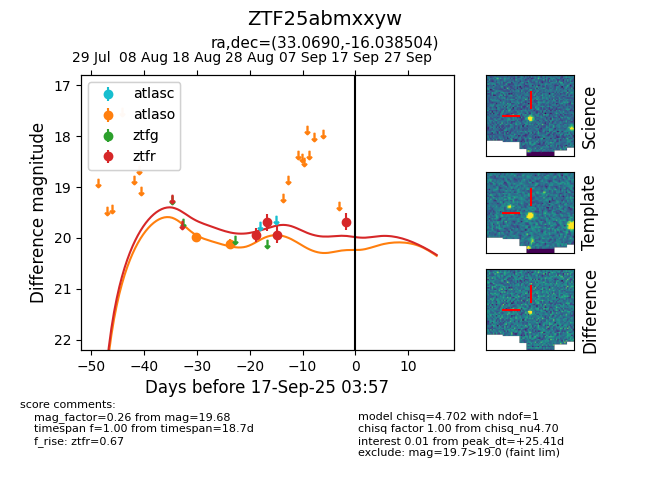 ZTF25abmxxyw
ra,dec=(33.0690,-16.038504)
29 Jul 08 Aug 18 Aug 28 Aug 07 Sep 17 Sep 27 Sep
17
18
19
20
21
22
Difference magnitude
atlasc
atlaso
ztfg
ztfr
−50 −40 −30 −20 −10 0 10
Days before 17-Sep-25 03:57
Science
Template
Difference
score comments:
mag_factor=0.26 from mag=19.68
timespan f=1.00 from timespan=18.7d
f_rise: ztfr=0.67
model chisq=4.702 with ndof=1
chisq factor 1.00 from chisq_nu4.70
interest 0.01 from peak_dt=+25.41d
exclude: mag=19.7>19.0 (faint lim)